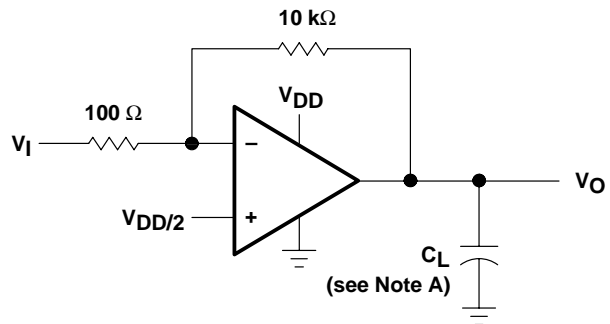 10 kΩ
100 Ω
VDD
VI
−
VO
VDD/2
+
CL
(see Note A)